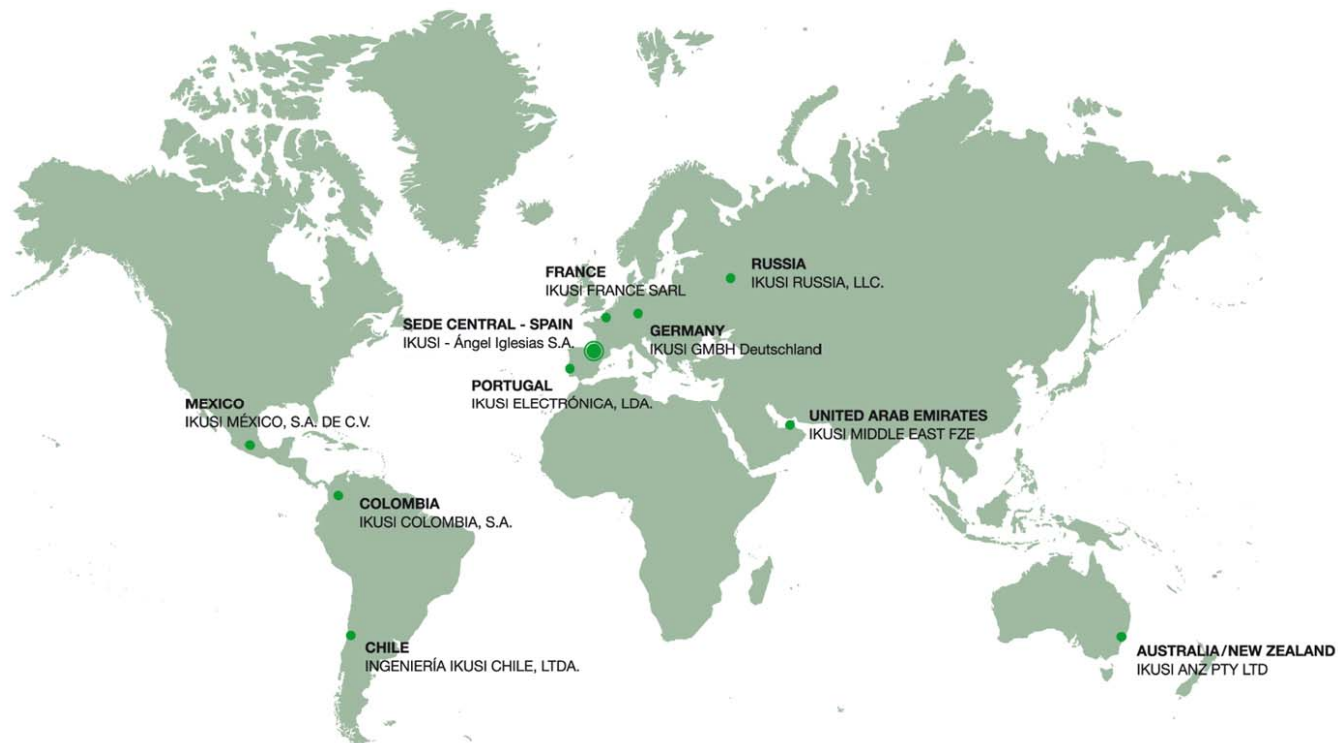 RUSSIA
IKUSI RUSSIA, LLC.
FRANCE
IKUSI FRANCE SARL
SEDE CENTRAL - SPAIN
IKUSI - Ángel Iglesias S.A.
GERMANY
IKUSI GMBH Deutschland
PORTUGAL
IKUSI ELECTRÓNICA, LDA.
MEXICO
IKUSI MÉXICO, S.A. DE C.V.
UNITED ARAB EMIRATES
IKUSI MIDDLE EAST FZE
COLOMBIA
IKUSI COLOMBIA, S.A.
CHILE
INGENIERÍA IKUSI CHILE, LTDA.
AUSTRALIA/NEW ZEALAND
IKUSI ANZ PTY LTD